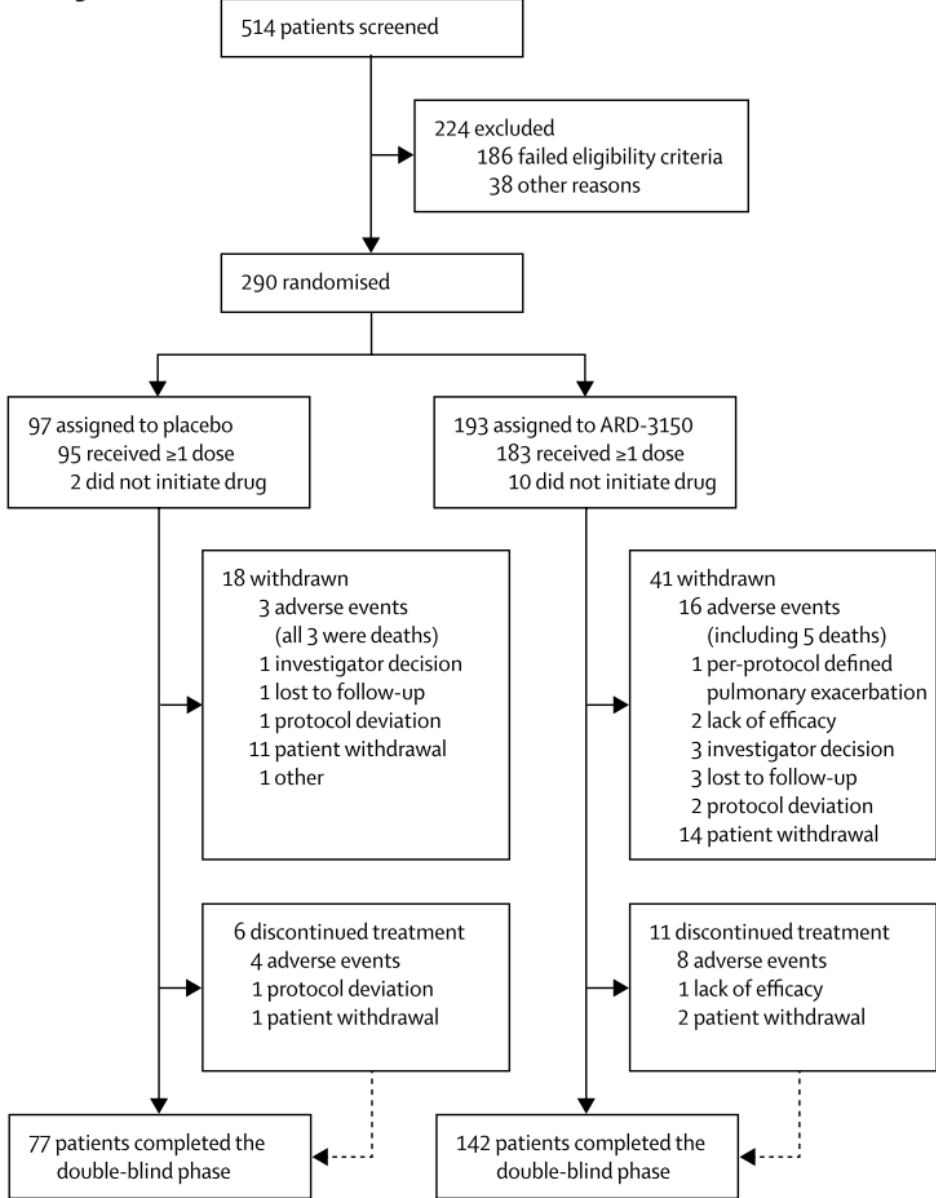 514 patients screened
224 excluded
186 failed eligibility criteria
38 other reasons
290 randomised
97 assigned to placebo
95 received ≥1 dose
2 did not initiate drug
193 assigned to ARD-3150
183 received ≥1 dose
10 did not initiate drug
18 withdrawn
3 adverse events
(all 3 were deaths)
1 investigator decision
1 lost to follow-up
1 protocol deviation
11 patient withdrawal
1 other
41 withdrawn
16 adverse events
(including 5 deaths)
1 per-protocol defined
pulmonary exacerbation
2 lack of efficacy
3 investigator decision
3 lost to follow-up
2 protocol deviation
14 patient withdrawal
6 discontinued treatment
4 adverse events
1 protocol deviation
1 patient withdrawal
11 discontinued treatment
8 adverse events
1 lack of efficacy
2 patient withdrawal
77 patients completed the
double-blind phase
142 patients completed the
double-blind phase